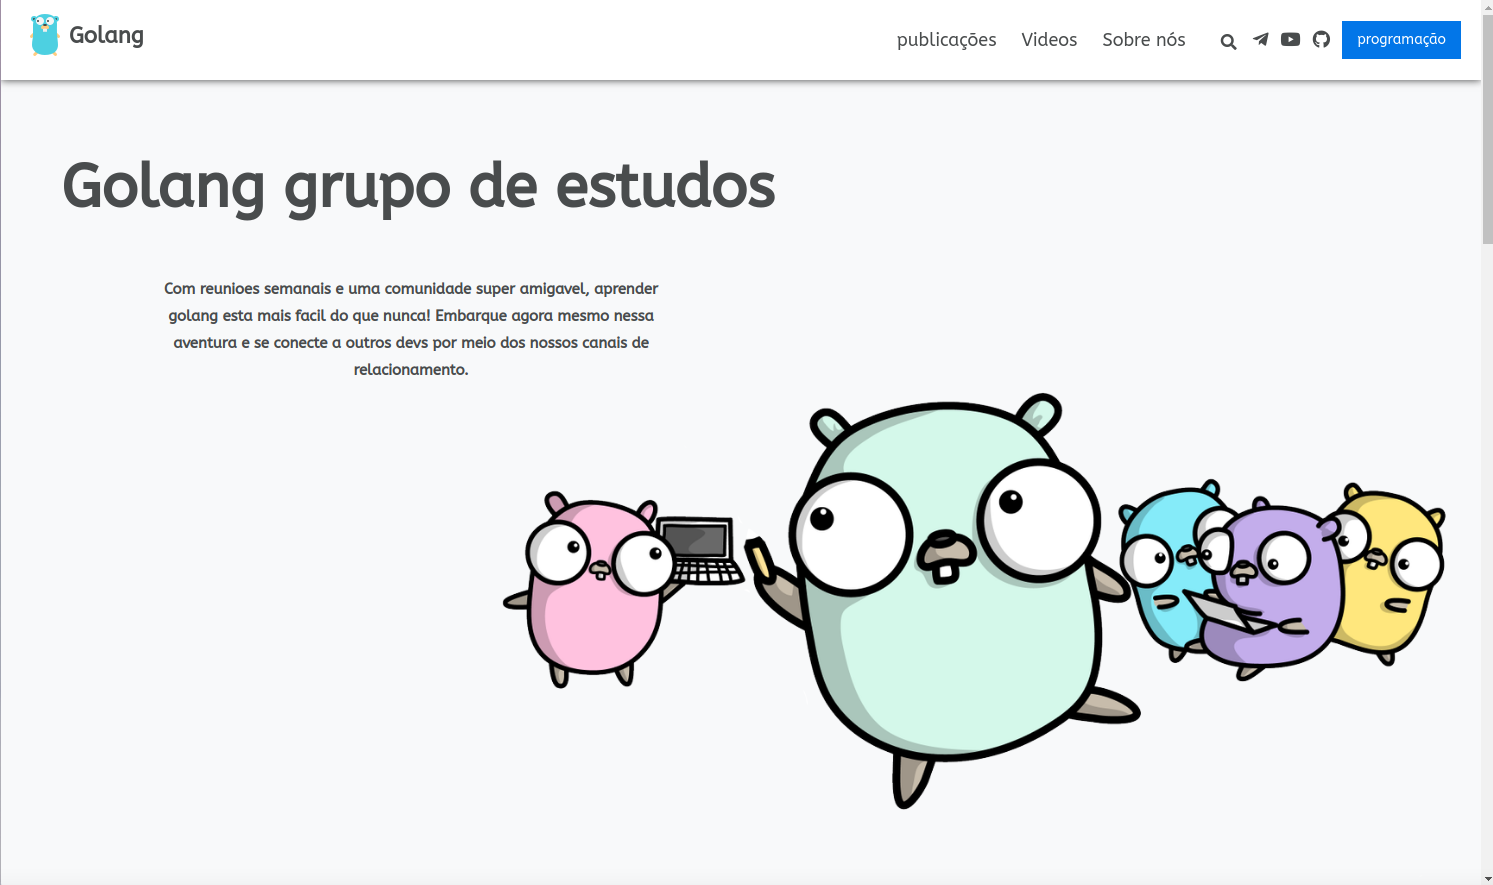 Golang
publicações
Videos
Sobre nós
programação
Golang grupo de estudos
Com reunioes semanais e uma comunidade super amigavel, aprender
golang esta mais facil do que nunca! Embarque agora mesmo nessa
aventura e se conecte a outros devs por meio dos nossos canais de
relacionamento.